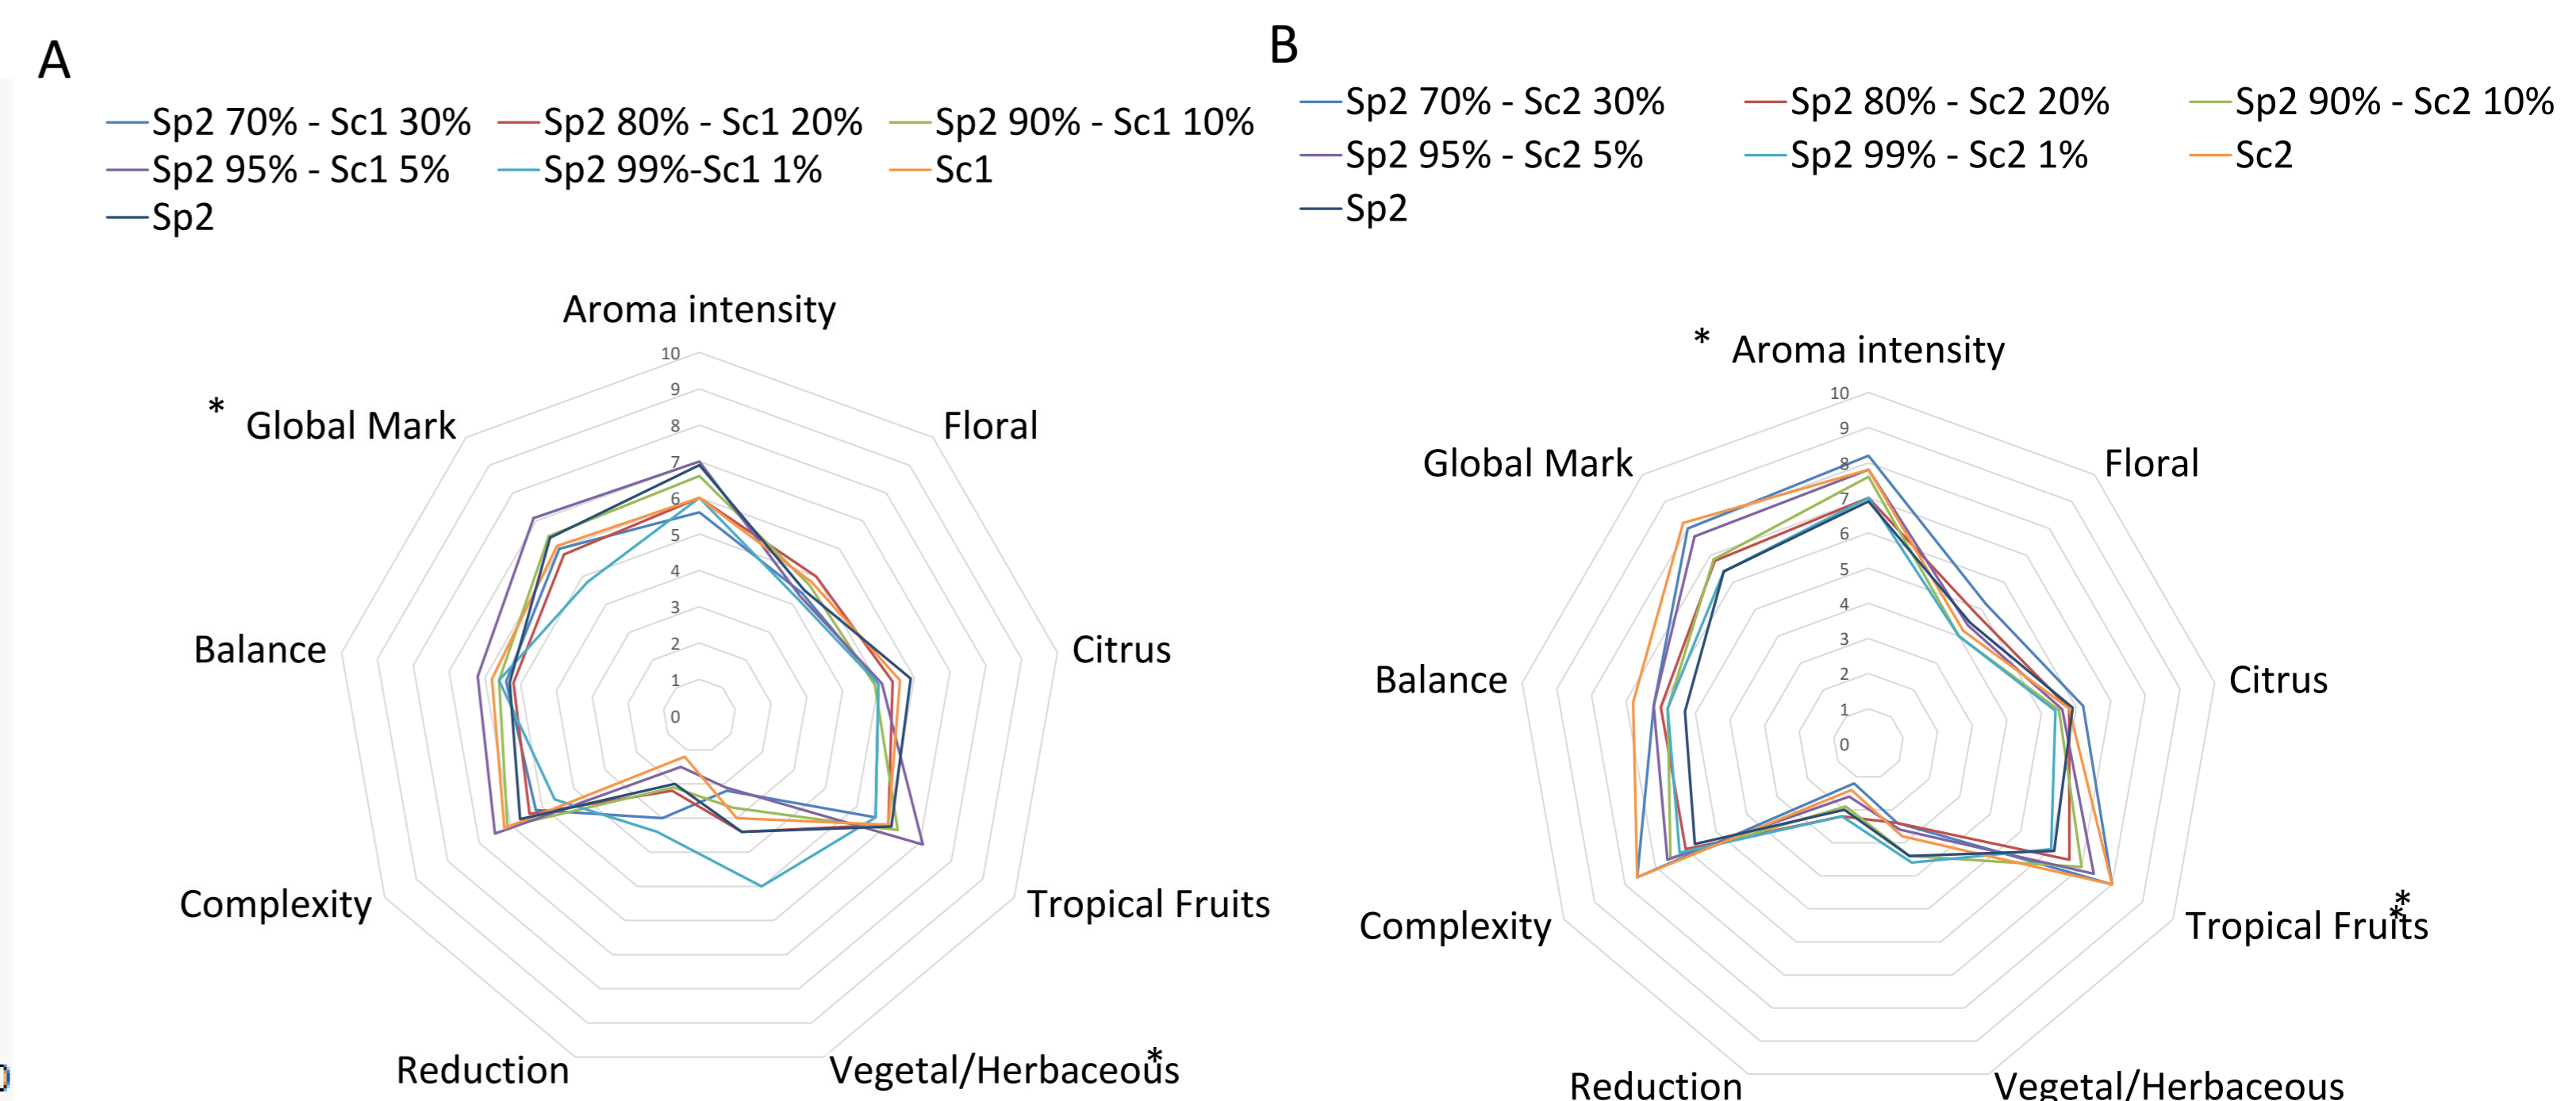 A
Sp2 70% - Sc1 30%
Sp2 80% - Sc1 20%
Sp2 90% - Sc1 10%
Sp2 95% - Sc1 5%
Sp2 99%-Sc1 1%
Sc1
Sp2
Aroma intensity
* Global Mark
Floral
Balance
Citrus
Complexity
Tropical Fruits
Reduction
Vegetal/Herbaceous *
10
9
8
7
6
5
4
3
2
1
0
B
Sp2 70% - Sc2 30%
Sp2 80% - Sc2 20%
Sp2 90% - Sc2 10%
Sp2 95% - Sc2 5%
Sp2 99% - Sc2 1%
Sc2
Sp2
* Aroma intensity
Global Mark
Floral
Balance
Citrus
Complexity
Tropical Fruits **
Reduction
Vegetal/Herbaceous
10
9
8
7
6
5
4
3
2
1
0